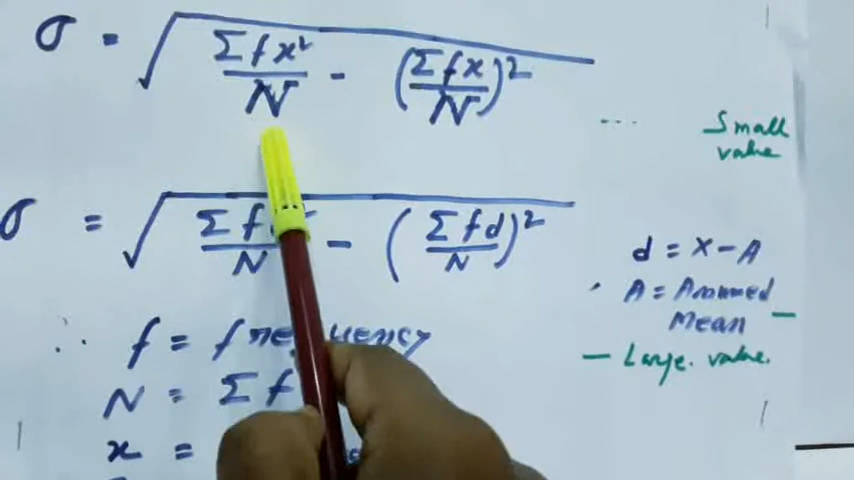 σ = √ Σfx²/N - (Σfx/N)² .... Small value
σ = √ Σf /N - (Σfd/N)²
d = x - A
A = Assumed Mean -
- Large. value.
∴ f = frequency
N = Σf
x =